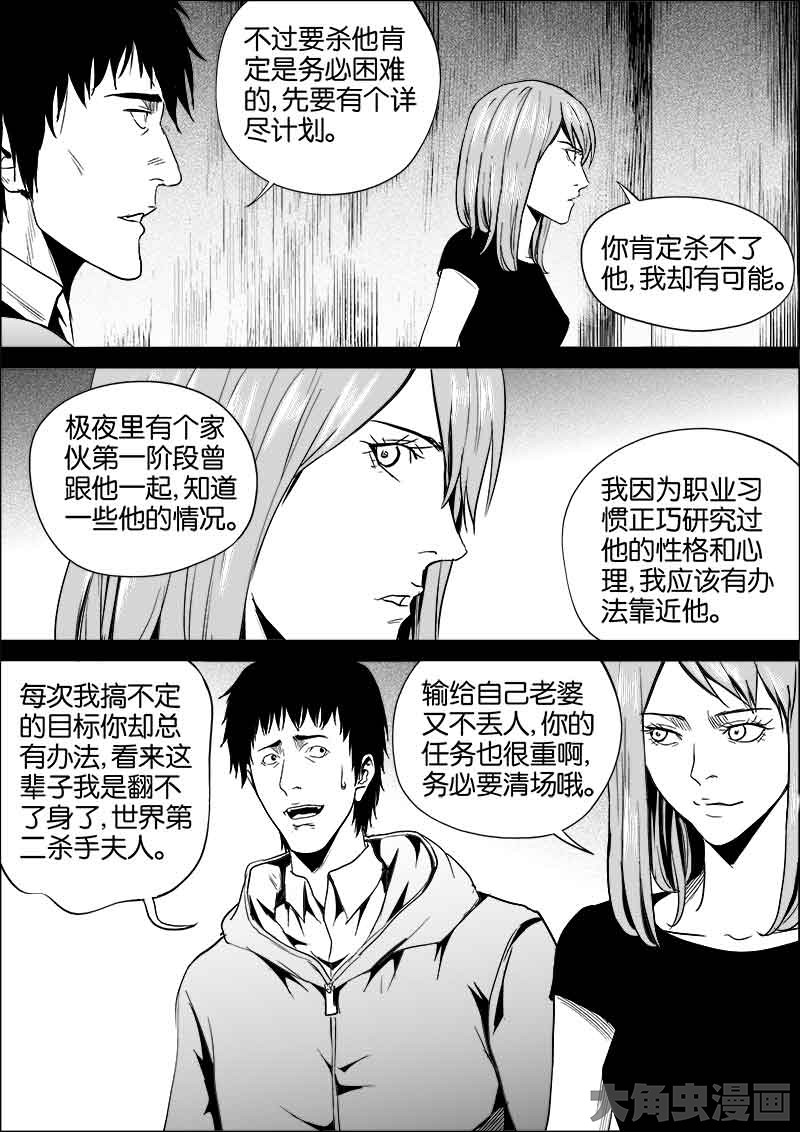 不过要杀他肯
定是务必困难
的,先要有个详
尽计划。
你肯定杀不了
他,我却有可能。
极夜里有个家
伙第一阶段曾
跟他一起,知道
一些他的情况。
我因为职业习
惯正巧研究过
他的性格和心
理,我应该有办
法靠近他。
每次我搞不定
的目标你却总
有办法,看来这
辈子我是翻不
了身了,世界第
二杀手夫人。
输给自己老婆
又不丢人,你的
任务也很重啊,
务必要清场哦。
大角虫漫画